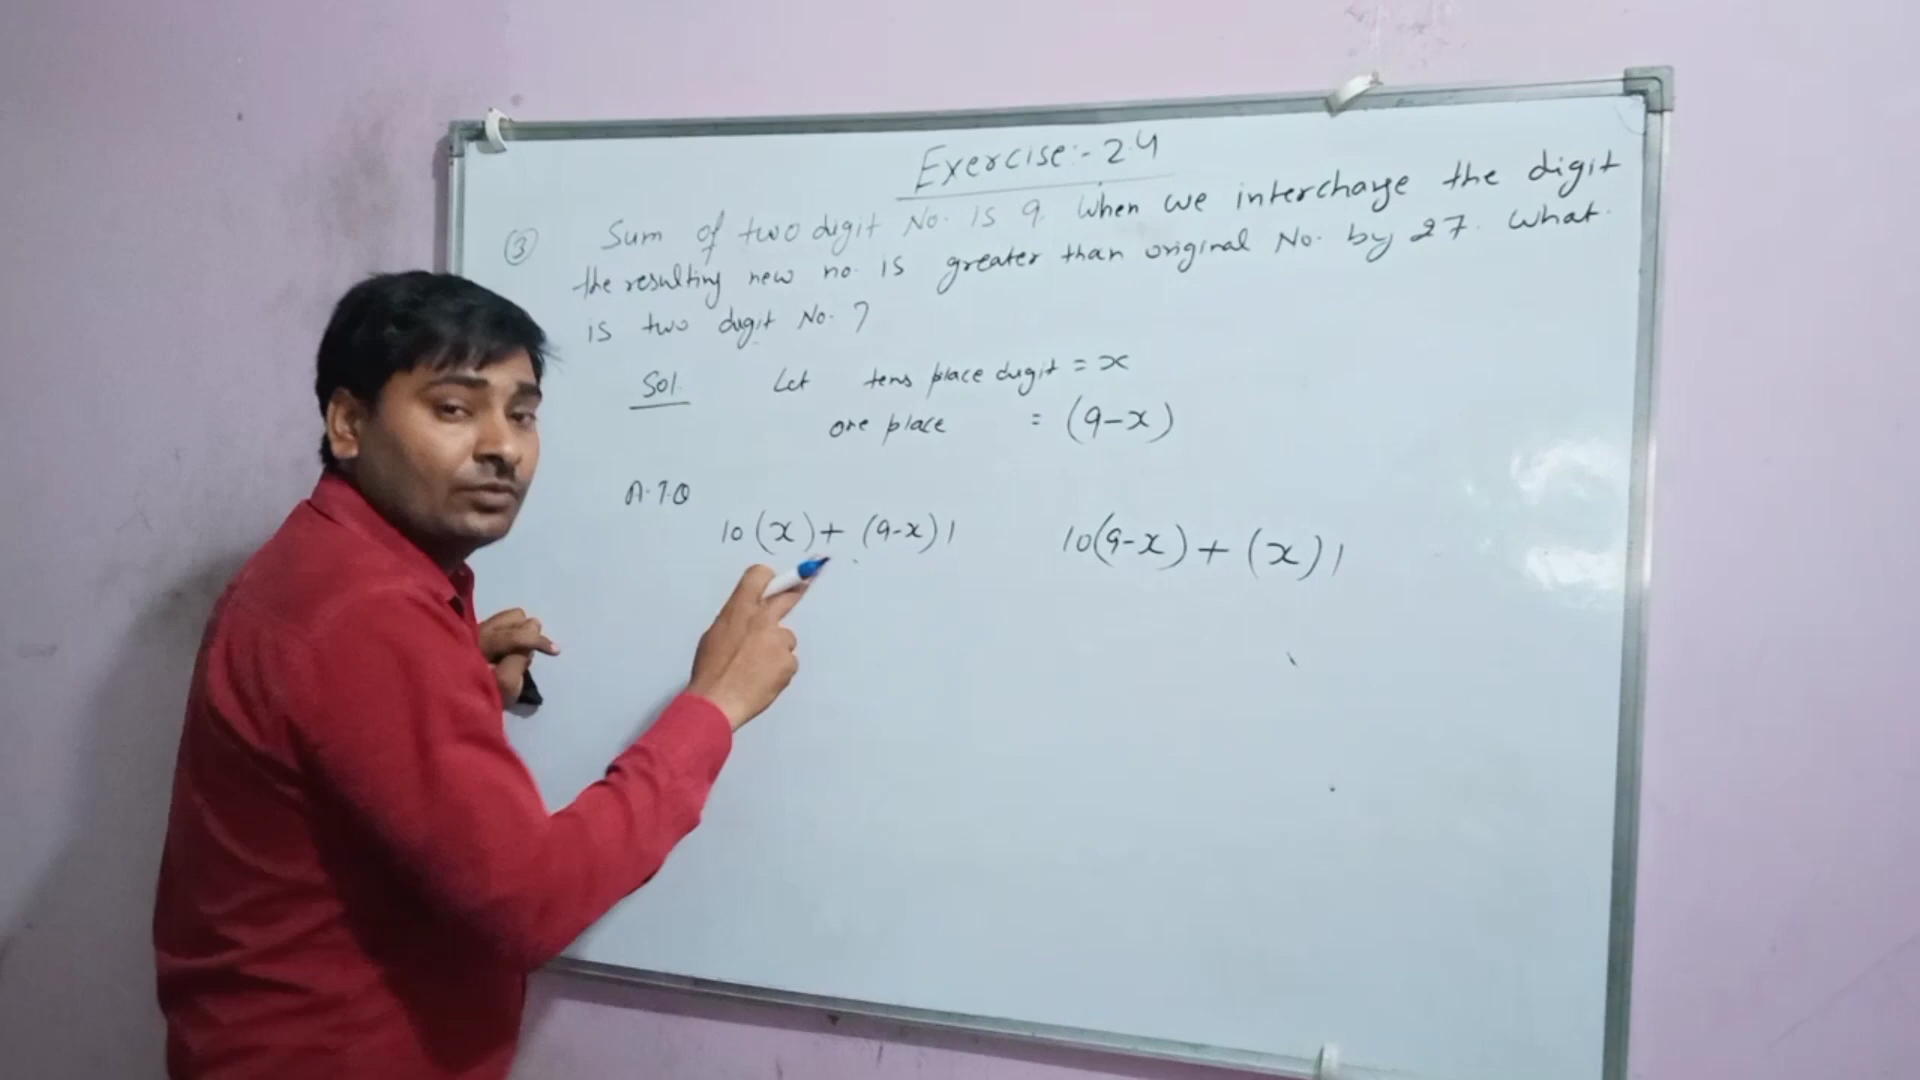 Exercise:- 2.4
③ Sum of two digit No. is 9. When we interchange the digit
the resulting new no. is greater than original No. by 27. What
is two digit No. ?
Sol. Let tens place digit = x
one place = (9-x)
A.T.Q
10(x)+(9-x)1 10(9-x)+(x)1